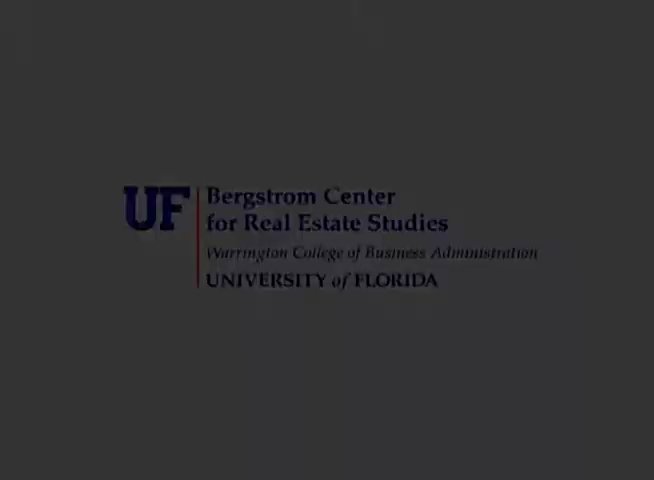 UF
Bergstrom Center
for Real Estate Studies
Warrington College of Business Administration
UNIVERSITY of FLORIDA